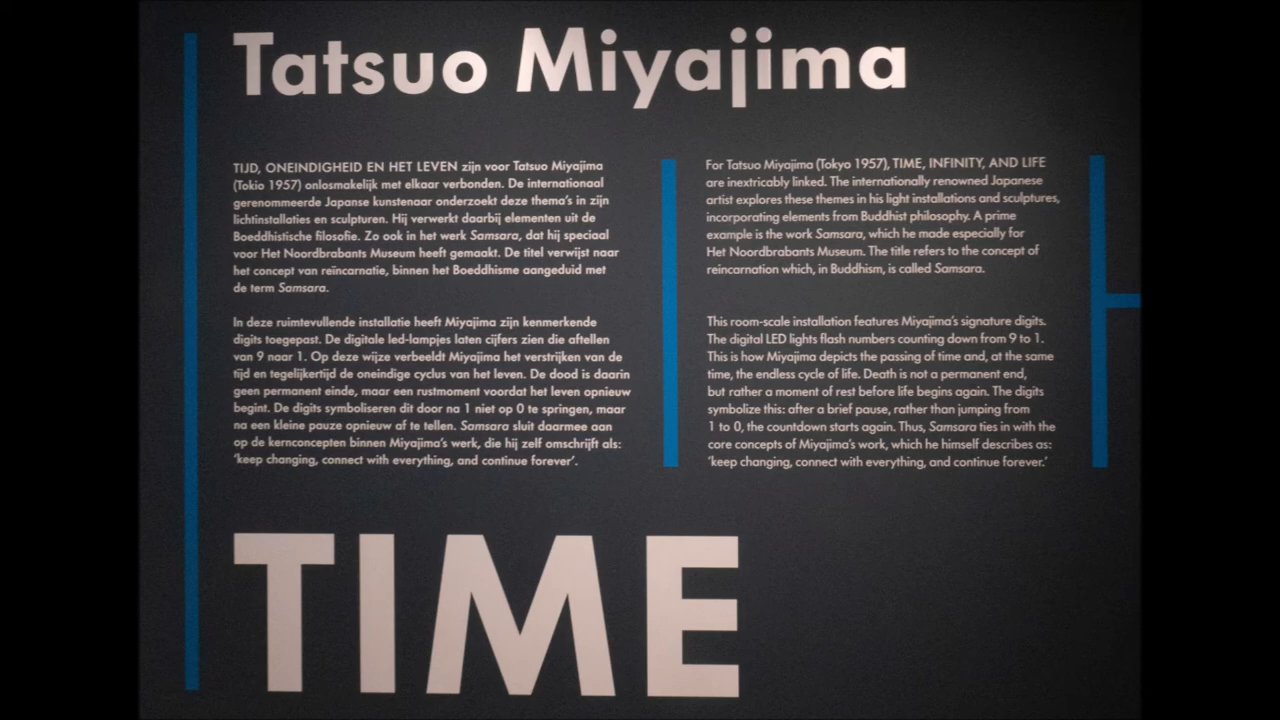 Tatsuo Miyajima
TIJD, ONEINDIGHEID EN HET LEVEN zijn voor Tatsuo Miyajima
(Tokio 1957) onlosmakelijk met elkaar verbonden. De internationaal
gerenommeerde Japanse kunstenaar onderzoekt deze thema's in zijn
lichtinstallaties en sculpturen. Hij verwerkt daarbij elementen uit de
Boeddhistische filosofie. Zo ook in het werk Samsara, dat hij speciaal
voor Het Noordbrabants Museum heeft gemaakt. De titel verwijst naar
het concept van reïncarnatie, binnen het Boeddhisme aangeduid met
de term Samsara.
In deze ruimtevullende installatie heeft Miyajima zijn kenmerkende
digits toegepast. De digitale led-lampjes laten cijfers zien die aftellen
van 9 naar 1. Op deze wijze verbeeldt Miyajima het verstrijken van de
tijd en tegelijkertijd de oneindige cyclus van het leven. De dood is daarin
geen permanent einde, maar een rustmoment voordat het leven opnieuw
begint. De digits symboliseren dit door na 1 niet op 0 te springen, maar
na een kleine pauze opnieuw af te tellen. Samsara sluit daarmee aan
op de kernconcepten binnen Miyajima's werk, die hij zelf omschrijft als:
'keep changing, connect with everything, and continue forever'.
For Tatsuo Miyajima (Tokyo 1957), TIME, INFINITY, AND LIFE
are inextricably linked. The internationally renowned Japanese
artist explores these themes in his light installations and sculptures,
incorporating elements from Buddhist philosophy. A prime
example is the work Samsara, which he made especially for
Het Noordbrabants Museum. The title refers to the concept of
reincarnation which, in Buddhism, is called Samsara.
This room-scale installation features Miyajima's signature digits.
The digital LED lights flash numbers counting down from 9 to 1.
This is how Miyajima depicts the passing of time and, at the same
time, the endless cycle of life. Death is not a permanent end,
but rather a moment of rest before life begins again. The digits
symbolize this: after a brief pause, rather than jumping from
1 to 0, the countdown starts again. Thus, Samsara ties in with the
core concepts of Miyajima's work, which he himself describes as:
'keep changing, connect with everything, and continue forever.'
TIME